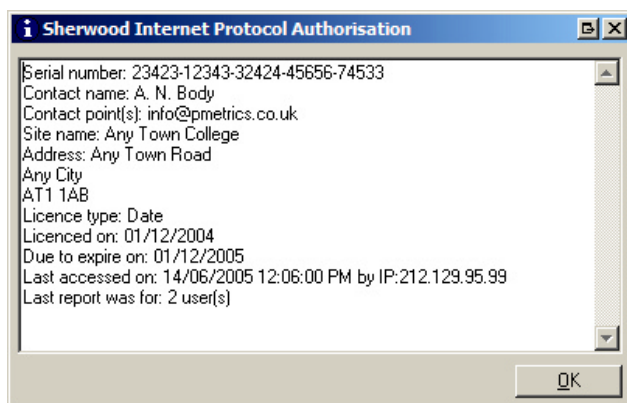 Sherwood Internet Protocol Authorisation
Serial number: 23423-12343-32424-45656-74533
Contact name: A. N. Body
Contact point(s): info@pmetrics.co.uk
Site name: Any Town College
Address: Any Town Road
Any City
AT1 1AB
Licence type: Date
Licenced on: 01/12/2004
Due to expire on: 01/12/2005
Last accessed on: 14/06/2005 12:06:00 PM by IP:212.129.95.99
Last report was for: 2 user(s)
OK